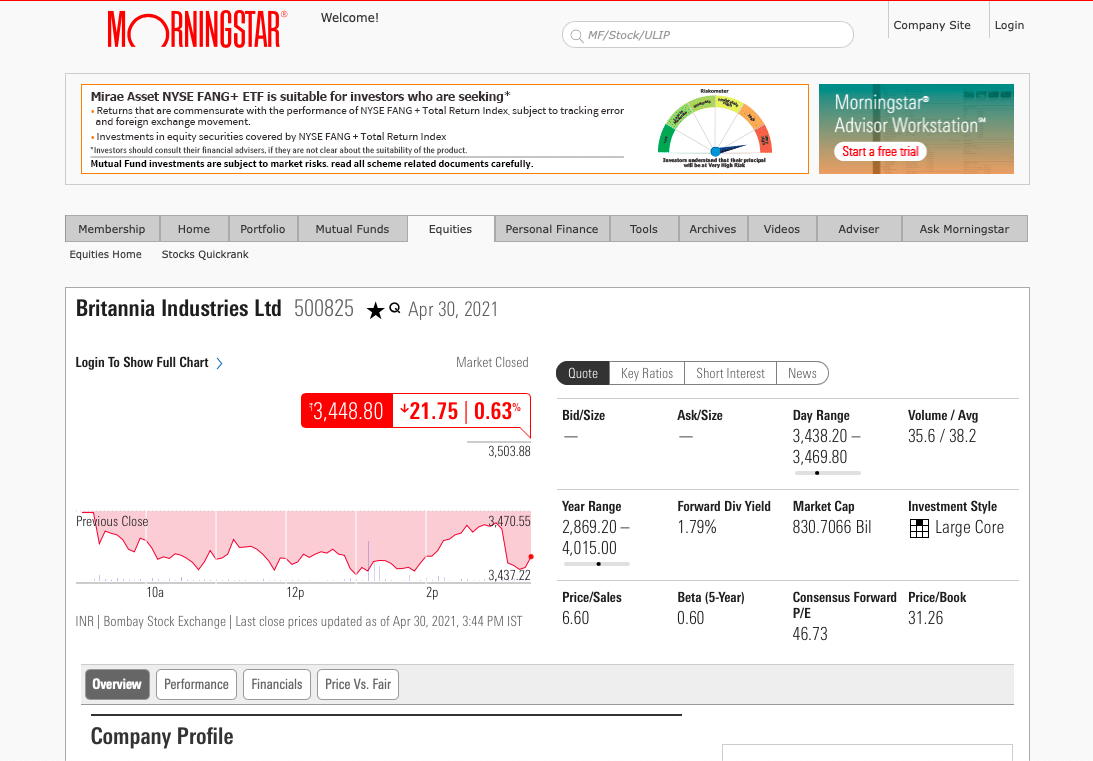 MORNINGSTAR®
Welcome!
MF/Stock/ULIP
Company Site
Login
Mirae Asset NYSE FANG+ ETF is suitable for investors who are seeking*
• Returns that are commensurate with the performance of NYSE FANG + Total Return Index, subject to tracking error
and foreign exchange movement.
• Investments in equity securities covered by NYSE FANG + Total Return Index
*Investors should consult their financial advisers, if they are not clear about the suitability of the product.
Mutual Fund investments are subject to market risks. read all scheme related documents carefully.
Riskometer
Investors understand that their principal
will be at Very High Risk
Morningstar®
Advisor Workstation℠
Start a free trial
Membership
Home
Portfolio
Mutual Funds
Equities
Personal Finance
Tools
Archives
Videos
Adviser
Ask Morningstar
Equities Home
Stocks Quickrank
Britannia Industries Ltd 500825 ★ Q Apr 30, 2021
Login To Show Full Chart
Market Closed
₹3,448.80 21.75 | 0.63%
3,503.88
Previous Close
3,470.55
3,437.22
10a
12p
2p
INR | Bombay Stock Exchange | Last close prices updated as of Apr 30, 2021, 3:44 PM IST
Quote
Key Ratios
Short Interest
News
Bid/Size
—
Ask/Size
—
Day Range
3,438.20 –
3,469.80
Volume / Avg
35.6 / 38.2
Year Range
2,869.20 –
4,015.00
Forward Div Yield
1.79%
Market Cap
830.7066 Bil
Investment Style
Large Core
Price/Sales
6.60
Beta (5-Year)
0.60
Consensus Forward
P/E
46.73
Price/Book
31.26
Overview
Performance
Financials
Price Vs. Fair
Company Profile